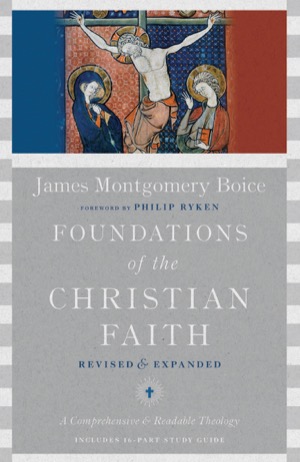 James Montgomery Boice
FOREWORD BY PHILIP RYKEN
FOUNDATIONS
of the
CHRISTIAN
FAITH
REVISED & EXPANDED
A Comprehensive & Readable Theology
INCLUDES 16-PART STUDY GUIDE